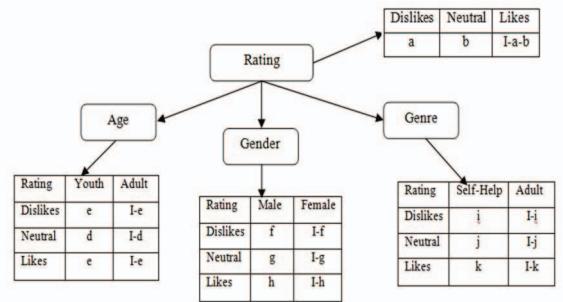 Dislikes Neutral Likes
a b I-a-b
Rating
Age
Gender
Genre
Rating Youth Adult
Dislikes e I-e
Neutral d I-d
Likes e I-e
Rating Male Female
Dislikes f I-f
Neutral g I-g
Likes h I-h
Rating Self-Help Adult
Dislikes i I-i
Neutral j I-j
Likes k I-k